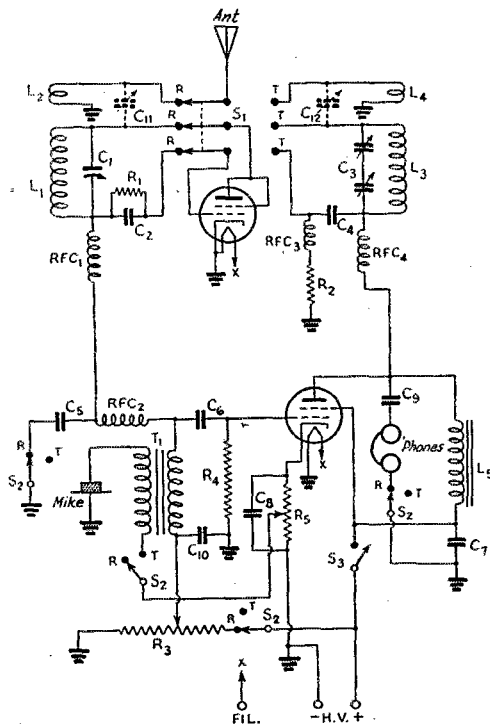 Ant
L2 R T L4
C11 S1 C12
R
R T
C1 C3
L1 R1 L3
C2 C4
RFC3 RFC4
RFC1 X R2
C5 RFC2 C6 C9
R T T1 'Phones
S2 R4 L5
Mike C8 R5 X R T
C10 S2
T S3 C7
R S2
T
R S2
R3
X
FIL. - H.V. +